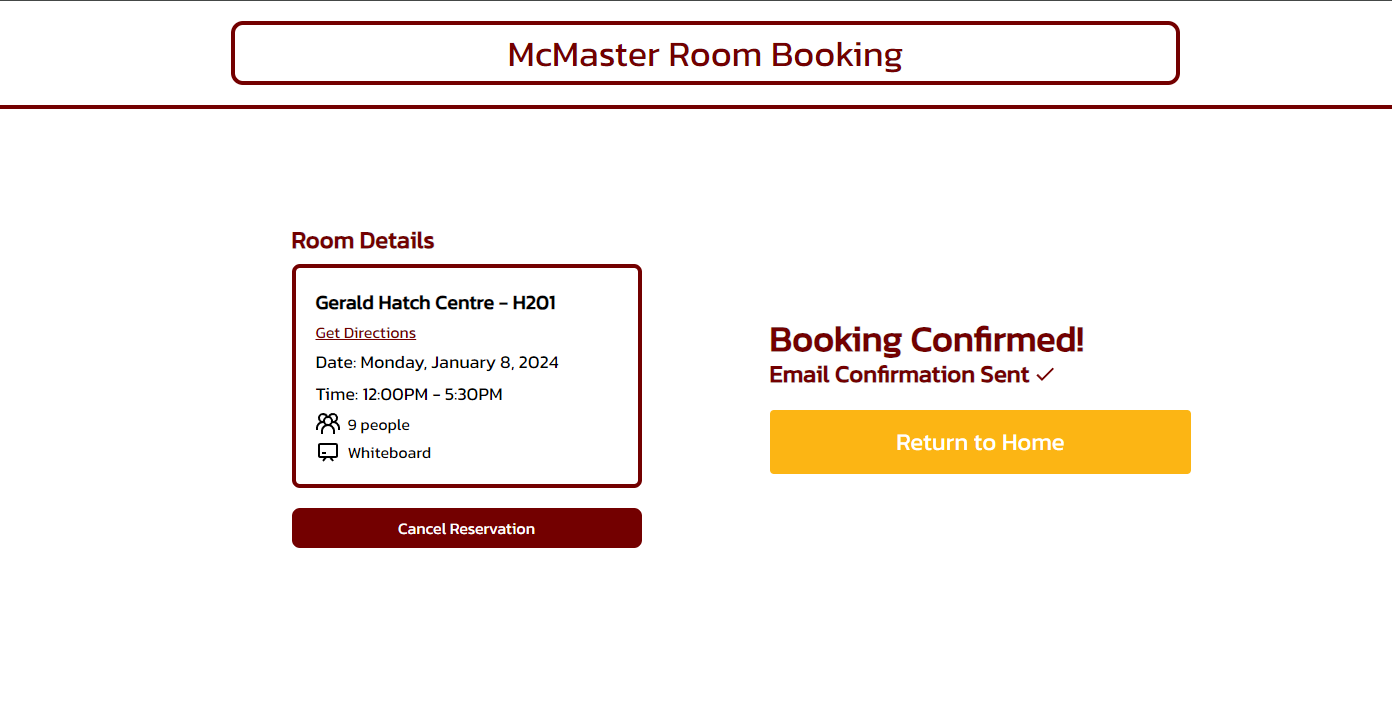 McMaster Room Booking
Room Details
Gerald Hatch Centre - H201
Get Directions
Date: Monday, January 8, 2024
Time: 12:00PM - 5:30PM
9 people
Whiteboard
Cancel Reservation
Booking Confirmed!
Email Confirmation Sent ✓
Return to Home